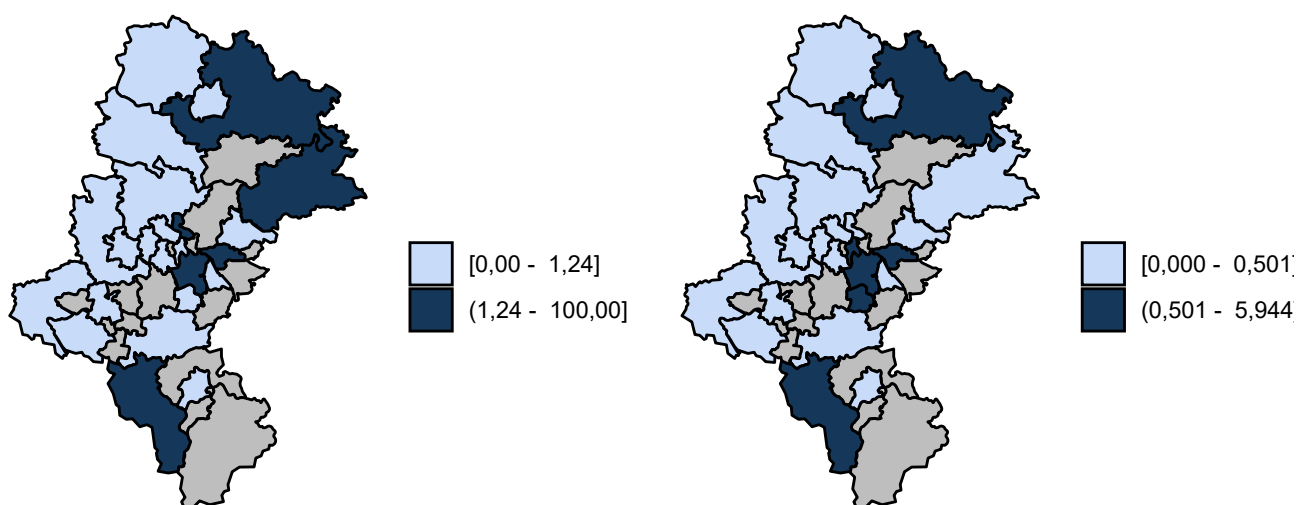 [0,00 - 1,24]
(1,24 - 100,00]
[0,000 - 0,501]
(0,501 - 5,944]